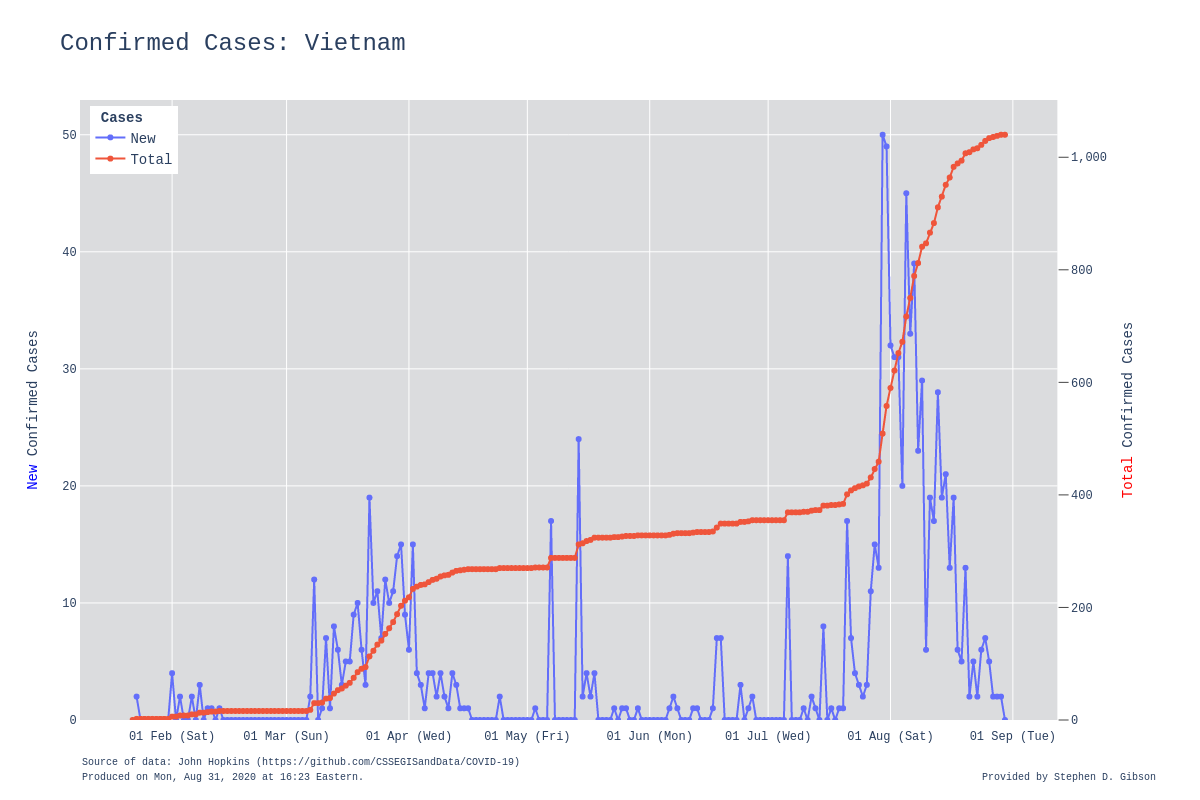 Confirmed Cases: Vietnam
Cases
New
Total
50
40
30
20
10
0
1,000
800
600
400
200
0
New Confirmed Cases
Total Confirmed Cases
01 Feb (Sat) 01 Mar (Sun) 01 Apr (Wed) 01 May (Fri) 01 Jun (Mon) 01 Jul (Wed) 01 Aug (Sat) 01 Sep (Tue)
Source of data: John Hopkins (https://github.com/CSSEGISandData/COVID-19)
Produced on Mon, Aug 31, 2020 at 16:23 Eastern.
Provided by Stephen D. Gibson